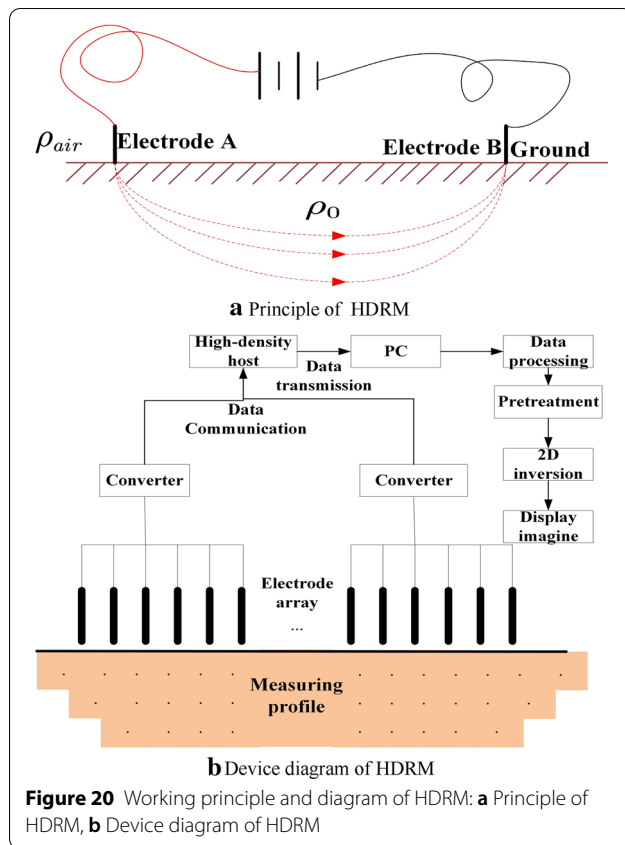 ρair
Electrode A
Electrode B
Ground
ρO
a Principle of HDRM
High-density
host
Data
transmission
PC
Data
processing
Pretreatment
2D
inversion
Display
imagine
Data
Communication
Converter
Converter
Electrode
array
...
Measuring
profile
b Device diagram of HDRM
Figure 20 Working principle and diagram of HDRM: a Principle of
HDRM, b Device diagram of HDRM